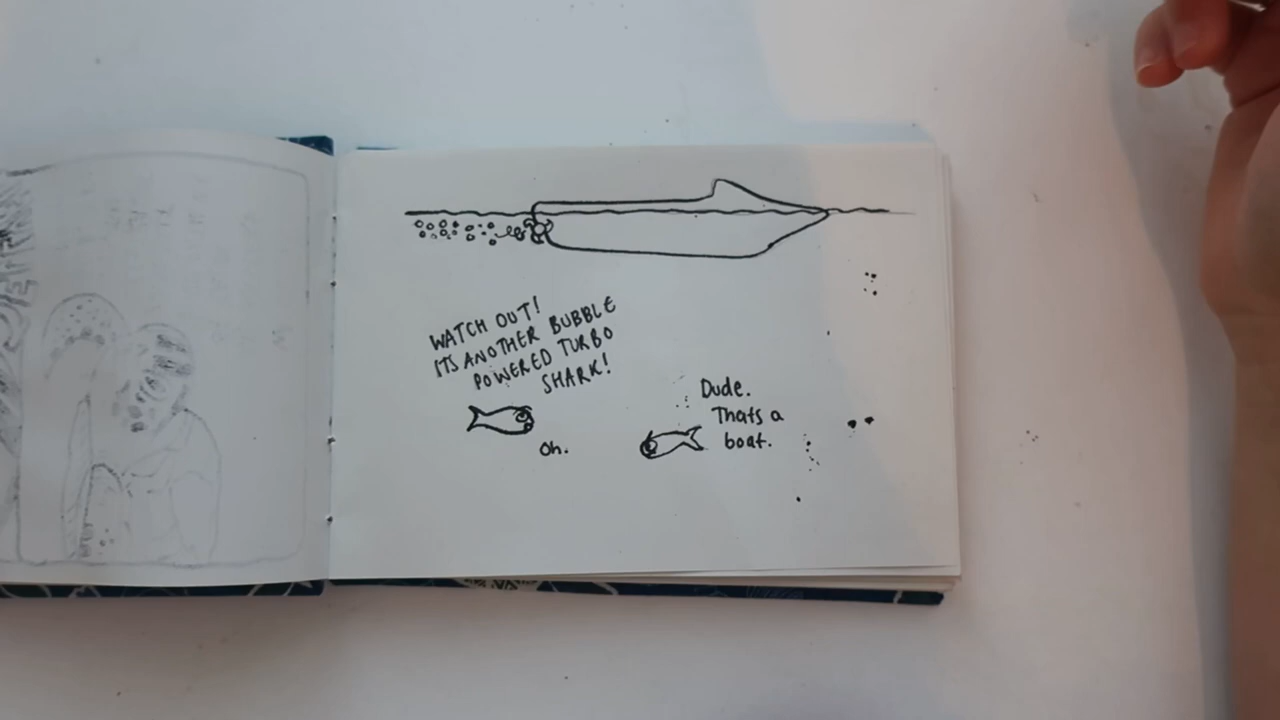 WATCH OUT!
ITS ANOTHER BUBBLE
POWERED TURBO
SHARK!
Dude.
Thats a
boat.
Oh.